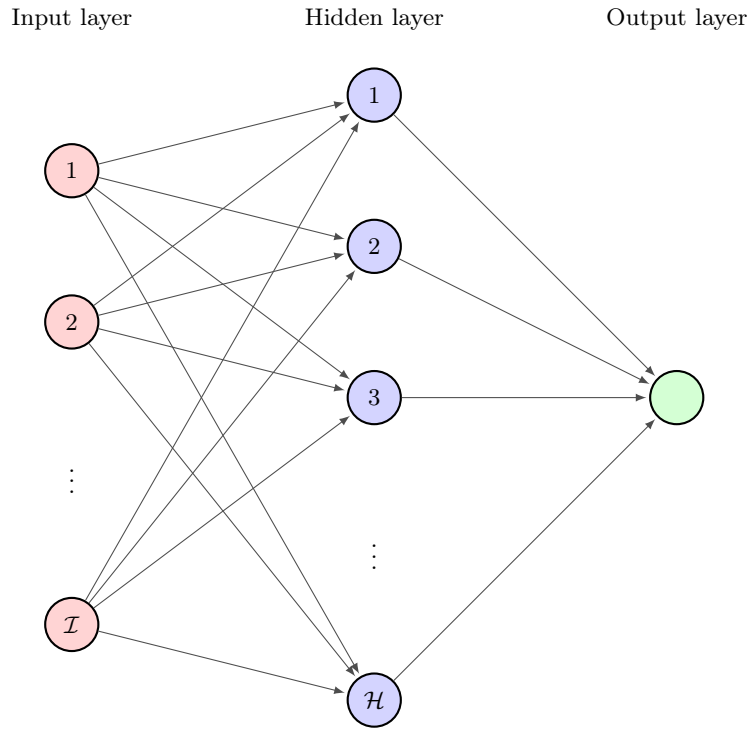 Input layer
Hidden layer
Output layer
1
2
⋮
ℐ
1
2
3
⋮
ℋ